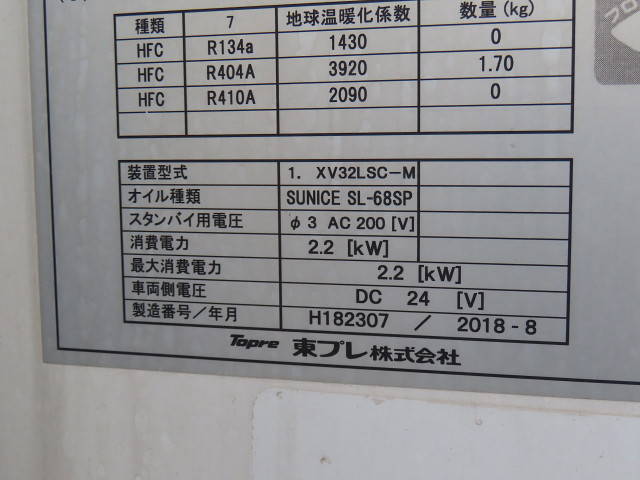 種類 7 地球温暖化係数 数量(kg)
HFC R134a 1430 0
HFC R404A 3920 1.70
HFC R410A 2090 0
装置型式 1. XV32LSC-M
オイル種類 SUNICE SL-68SP
スタンバイ用電圧 φ3 AC 200 [V]
消費電力 2.2 [kW]
最大消費電力 2.2 [kW]
車両側電圧 DC 24 [V]
製造番号／年月 H182307 / 2018-8
Topre 東プレ株式会社
フロ